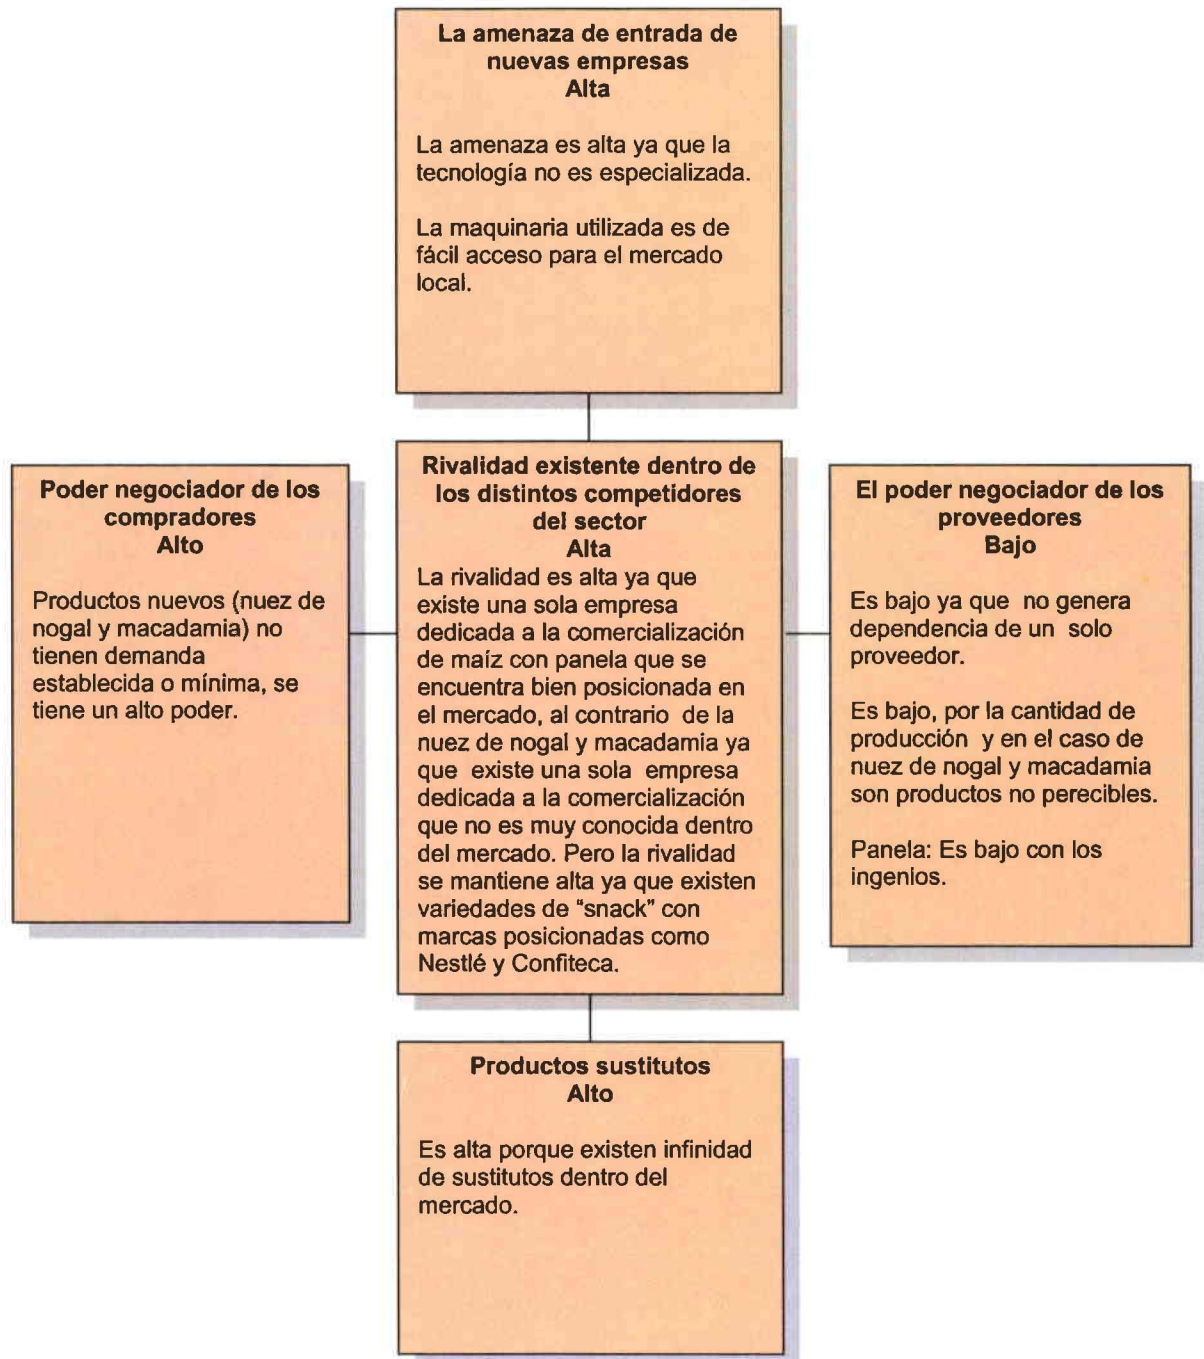 La amenaza de entrada de
nuevas empresas
Alta
La amenaza es alta ya que la
tecnología no es especializada.
La maquinaria utilizada es de
fácil acceso para el mercado
local.
Poder negociador de los
compradores
Alto
Productos nuevos (nuez de
nogal y macadamia) no
tienen demanda
establecida o mínima, se
tiene un alto poder.
Rivalidad existente dentro de
los distintos competidores
del sector
Alta
La rivalidad es alta ya que
existe una sola empresa
dedicada a la comercialización
de maíz con panela que se
encuentra bien posicionada en
el mercado, al contrario de la
nuez de nogal y macadamia ya
que existe una sola empresa
dedicada a la comercialización
que no es muy conocida dentro
del mercado. Pero la rivalidad
se mantiene alta ya que existen
variedades de “snack” con
marcas posicionadas como
Nestlé y Confiteca.
El poder negociador de los
proveedores
Bajo
Es bajo ya que no genera
dependencia de un solo
proveedor.
Es bajo, por la cantidad de
producción y en el caso de
nuez de nogal y macadamia
son productos no perecibles.
Panela: Es bajo con los
ingenios.
Productos sustitutos
Alto
Es alta porque existen infinidad
de sustitutos dentro del
mercado.